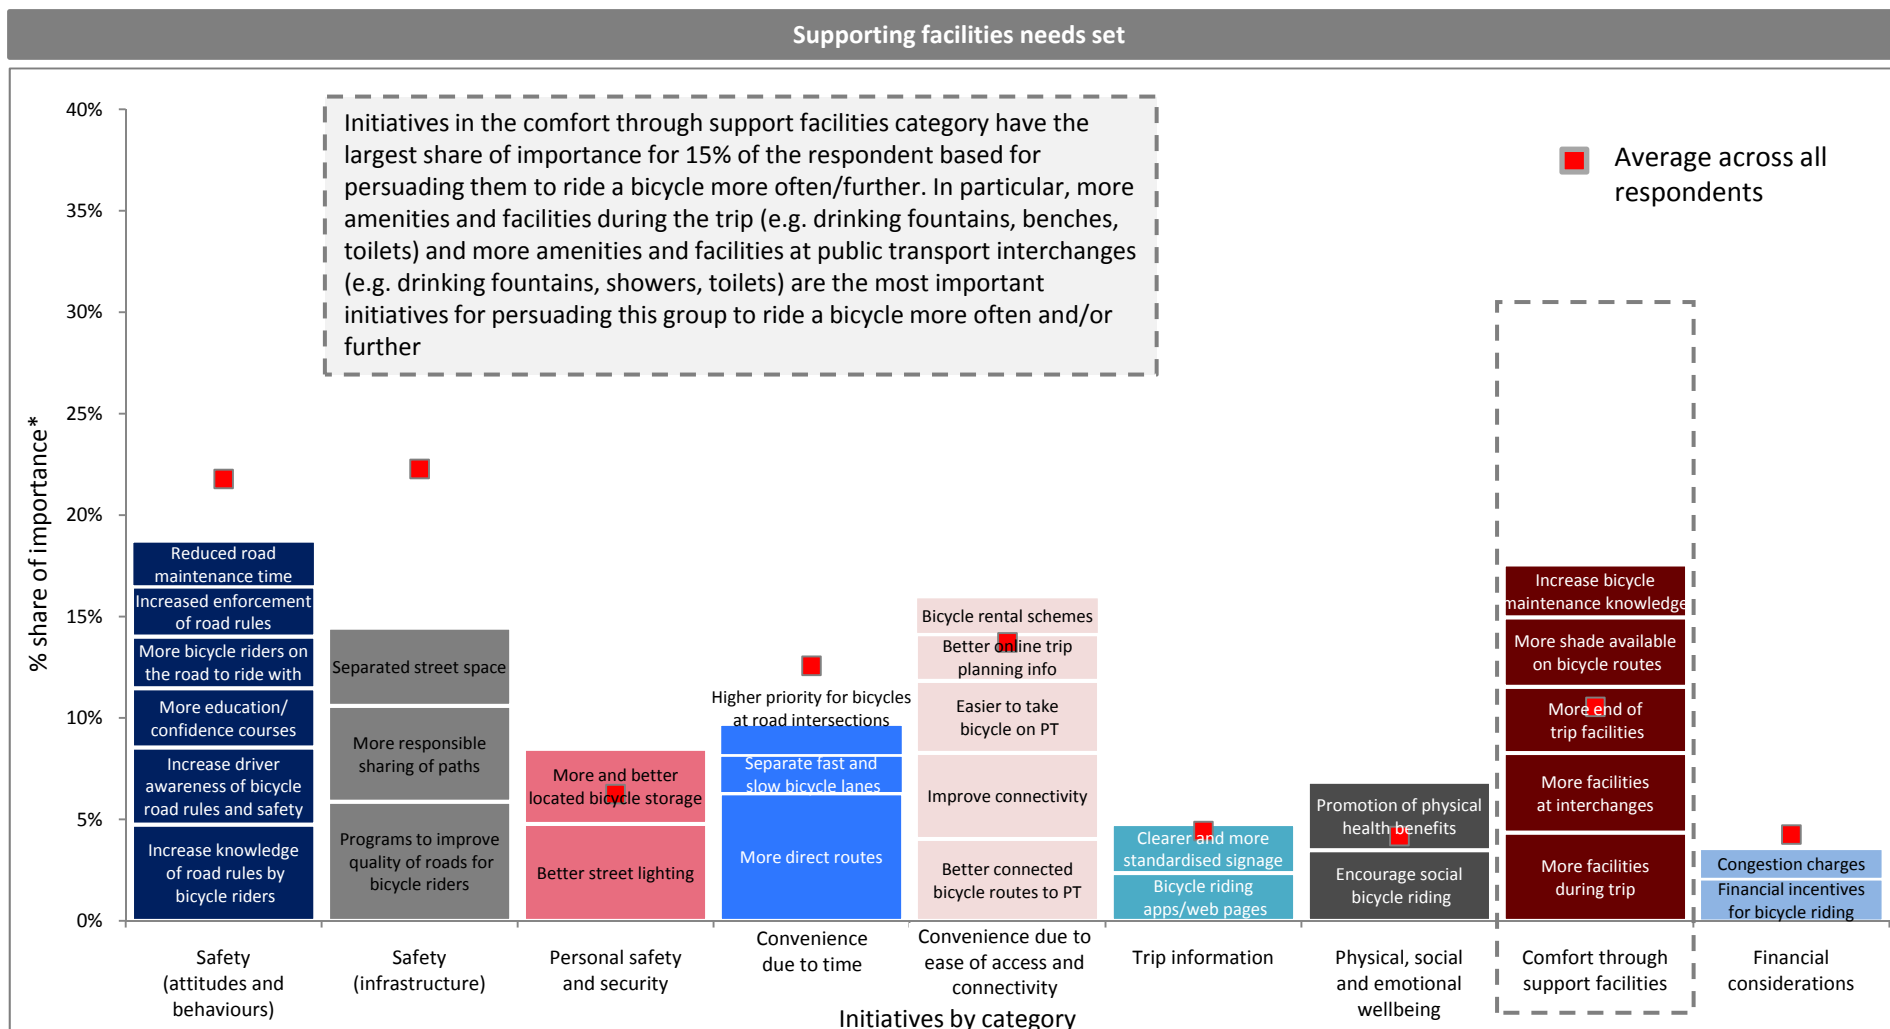 Supporting facilities needs set
40%
35%
30%
25%
20%
15%
10%
5%
0%
% share of importance*
Initiatives in the comfort through support facilities category have the
largest share of importance for 15% of the respondent based for
persuading them to ride a bicycle more often/further. In particular, more
amenities and facilities during the trip (e.g. drinking fountains, benches,
toilets) and more amenities and facilities at public transport interchanges
(e.g. drinking fountains, showers, toilets) are the most important
initiatives for persuading this group to ride a bicycle more often and/or
further
Average across all
respondents
Reduced road
maintenance time
Increased enforcement
of road rules
More bicycle riders on
the road to ride with
More education/
confidence courses
Increase driver
awareness of bicycle
road rules and safety
Increase knowledge
of road rules by
bicycle riders
Separated street space
More responsible
sharing of paths
Programs to improve
quality of roads for
bicycle riders
More and better
located bicycle storage
Better street lighting
Higher priority for bicycles
at road intersections
Separate fast and
slow bicycle lanes
More direct routes
Bicycle rental schemes
Better online trip
planning info
Easier to take
bicycle on PT
Improve connectivity
Better connected
bicycle routes to PT
Clearer and more
standardised signage
Bicycle riding
apps/web pages
Promotion of physical
health benefits
Encourage social
bicycle riding
Increase bicycle
maintenance knowledge
More shade available
on bicycle routes
More end of
trip facilities
More facilities
at interchanges
More facilities
during trip
Congestion charges
Financial incentives
for bicycle riding
Safety
(attitudes and
behaviours)
Safety
(infrastructure)
Personal safety
and security
Convenience
due to time
Convenience due to
ease of access and
connectivity
Trip information
Physical, social
and emotional
wellbeing
Comfort through
support facilities
Financial
considerations
Initiatives by category